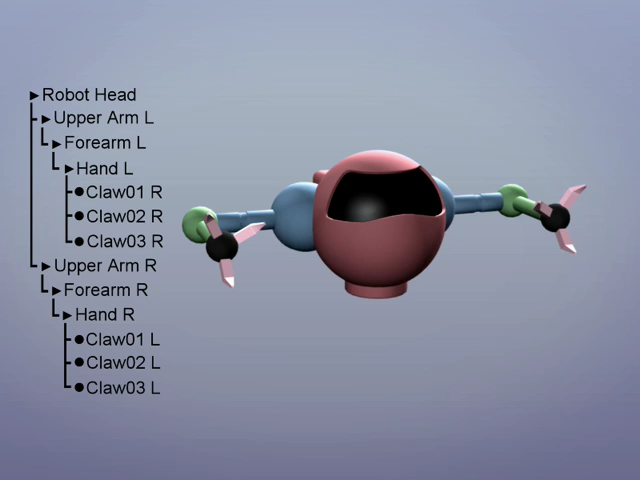 Robot Head
Upper Arm L
Forearm L
Hand L
Claw01 R
Claw02 R
Claw03 R
Upper Arm R
Forearm R
Hand R
Claw01 L
Claw02 L
Claw03 L